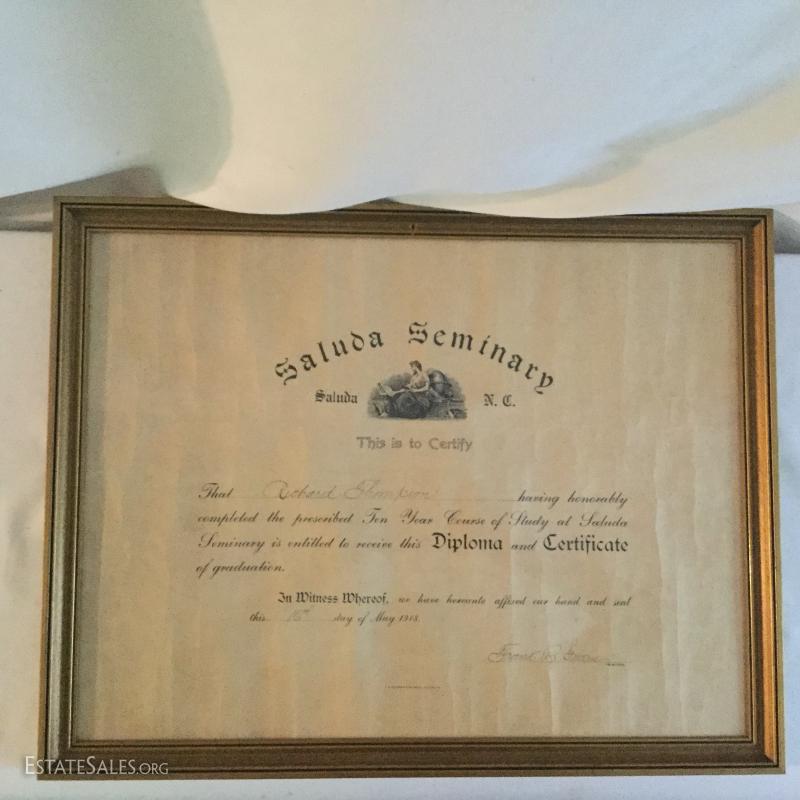 Saluda Seminary
Saluda N. C.
This is to Certify
That Richard Thompson having honorably
completed the prescribed Ten Year Course of Study at Saluda
Seminary is entitled to receive this Diploma and Certificate
of graduation.
In Witness Whereof, we have hereunto affixed our hand and seal
this day of May 1918.
Frank
ESTATESALES.ORG